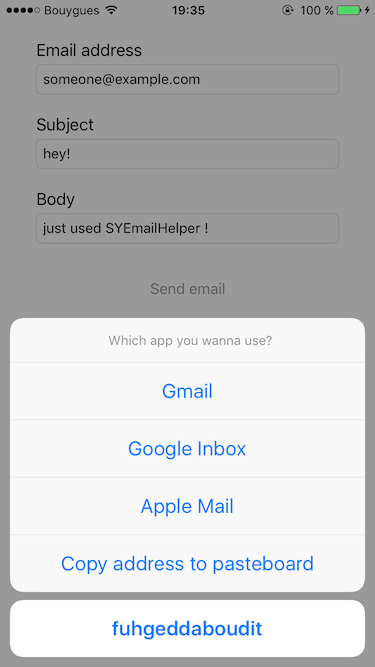 Bouygues 19:35 100 %
Email address
someone@example.com
Subject
hey!
Body
just used SYEmailHelper !
Send email
Which app you wanna use?
Gmail
Google Inbox
Apple Mail
Copy address to pasteboard
fuhgeddaboudit